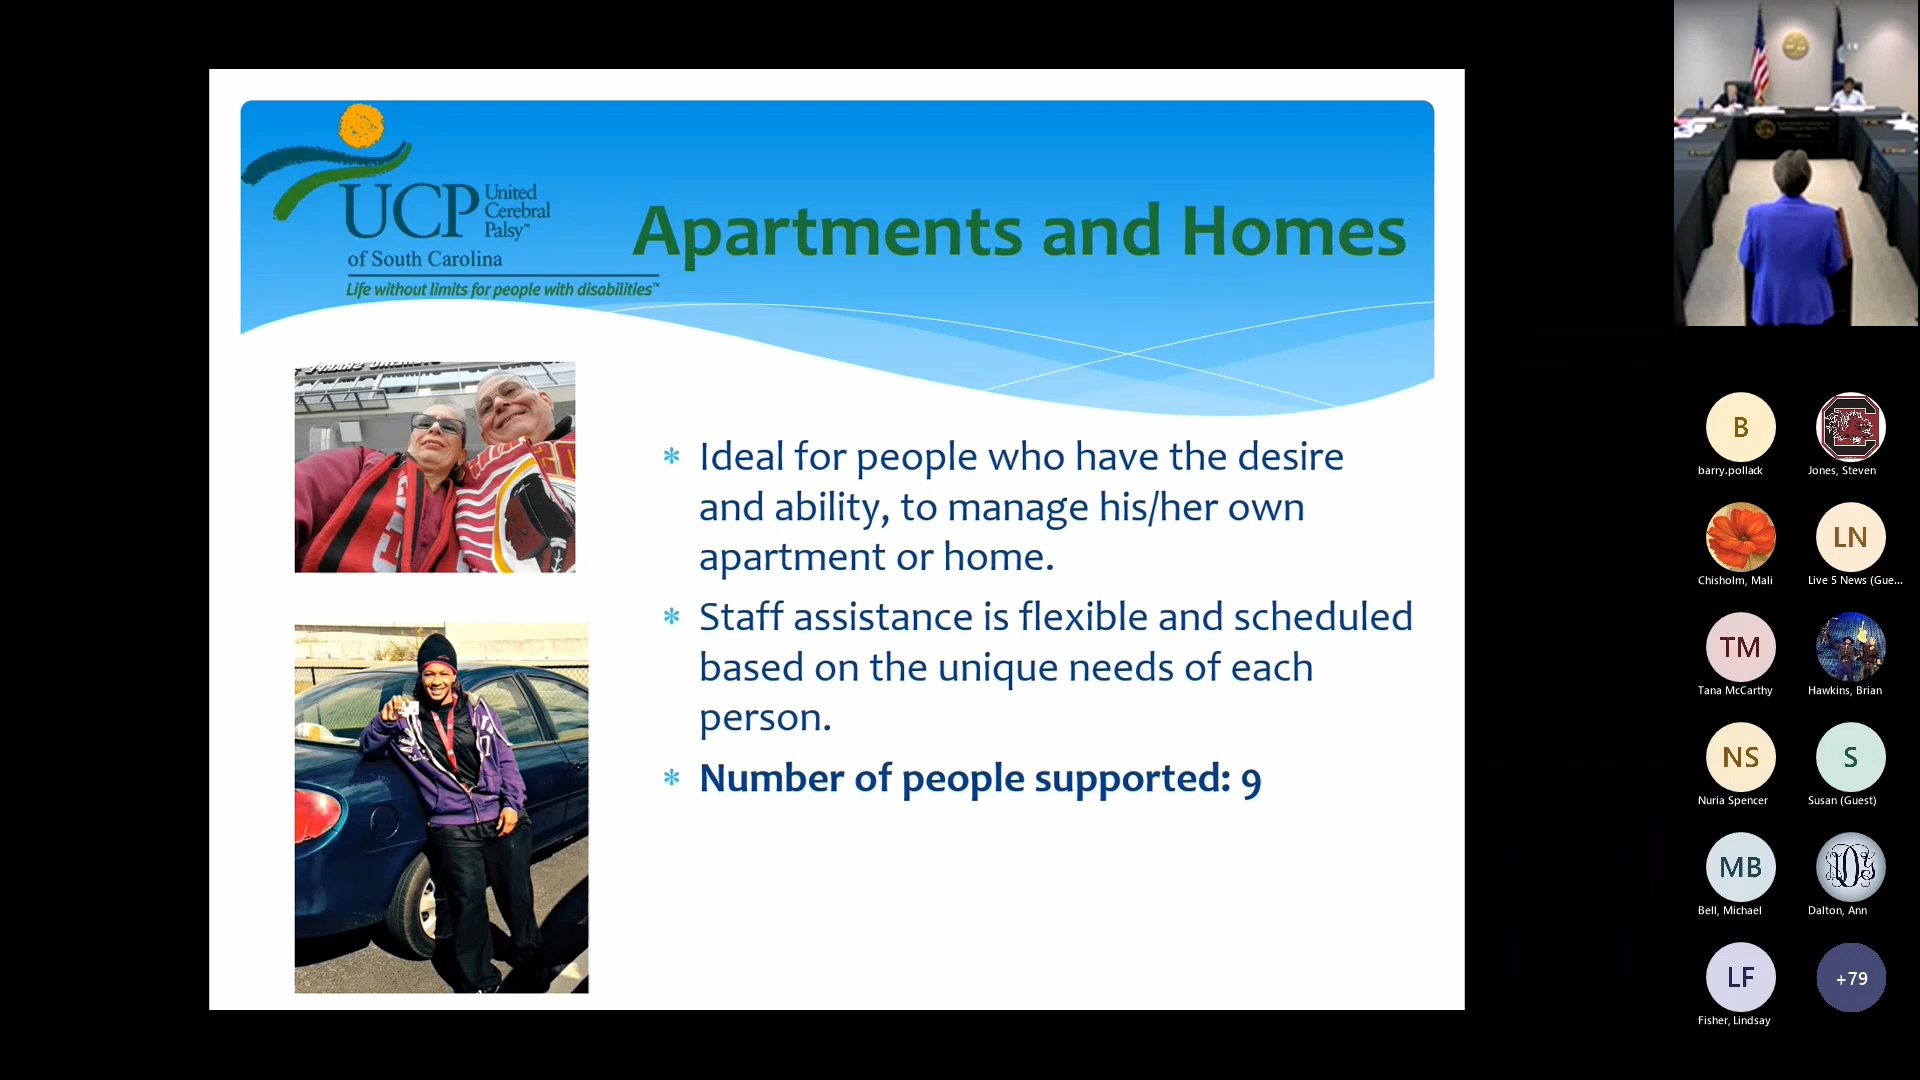 UCP
United
Cerebral
Palsy™
of South Carolina
Life without limits for people with disabilities™
Apartments and Homes
Ideal for people who have the desire
and ability, to manage his/her own
apartment or home.
Staff assistance is flexible and scheduled
based on the unique needs of each
person.
Number of people supported: 9
B
barry.pollack
Jones, Steven
Chisholm, Mali
LN
Live 5 News (Gue...
TM
Tana McCarthy
Hawkins, Brian
NS
Nuria Spencer
S
Susan (Guest)
MB
Bell, Michael
Dalton, Ann
LF
Fisher, Lindsay
+79